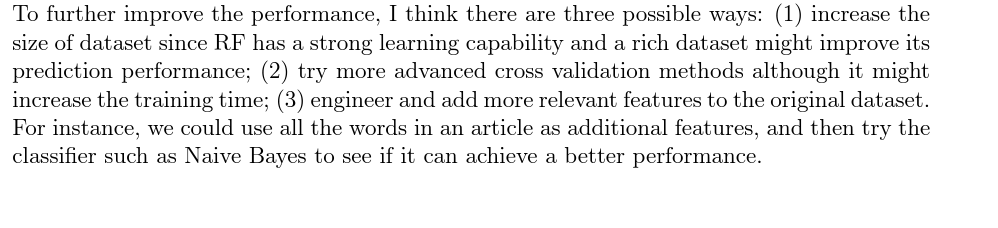 To further improve the performance, I think there are three possible ways: (1) increase the
size of dataset since RF has a strong learning capability and a rich dataset might improve its
prediction performance; (2) try more advanced cross validation methods although it might
increase the training time; (3) engineer and add more relevant features to the original dataset.
For instance, we could use all the words in an article as additional features, and then try the
classifier such as Naive Bayes to see if it can achieve a better performance.